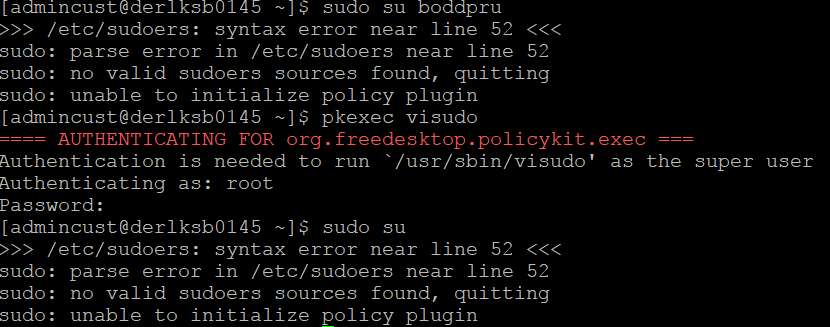 [admincust@derlksb0145 ~]$ sudo su boddpru
>>> /etc/sudoers: syntax error near line 52 <<<
sudo: parse error in /etc/sudoers near line 52
sudo: no valid sudoers sources found, quitting
sudo: unable to initialize policy plugin
[admincust@derlksb0145 ~]$ pkexec visudo
==== AUTHENTICATING FOR org.freedesktop.policykit.exec ===
Authentication is needed to run `/usr/sbin/visudo' as the super user
Authenticating as: root
Password:
[admincust@derlksb0145 ~]$ sudo su
>>> /etc/sudoers: syntax error near line 52 <<<
sudo: parse error in /etc/sudoers near line 52
sudo: no valid sudoers sources found, quitting
sudo: unable to initialize policy plugin